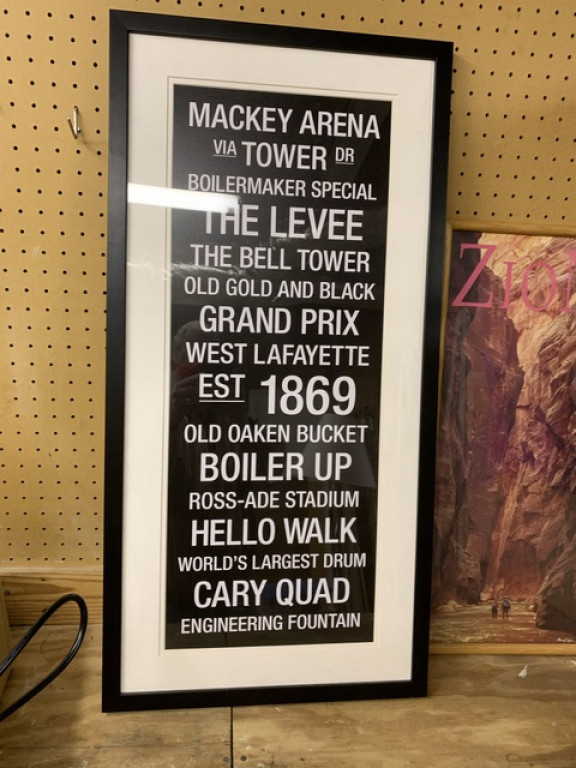 MACKEY ARENA
VIA TOWER DR
BOILERMAKER SPECIAL
THE LEVEE
THE BELL TOWER
OLD GOLD AND BLACK
GRAND PRIX
WEST LAFAYETTE
EST 1869
OLD OAKEN BUCKET
BOILER UP
ROSS-ADE STADIUM
HELLO WALK
WORLD'S LARGEST DRUM
CARY QUAD
ENGINEERING FOUNTAIN